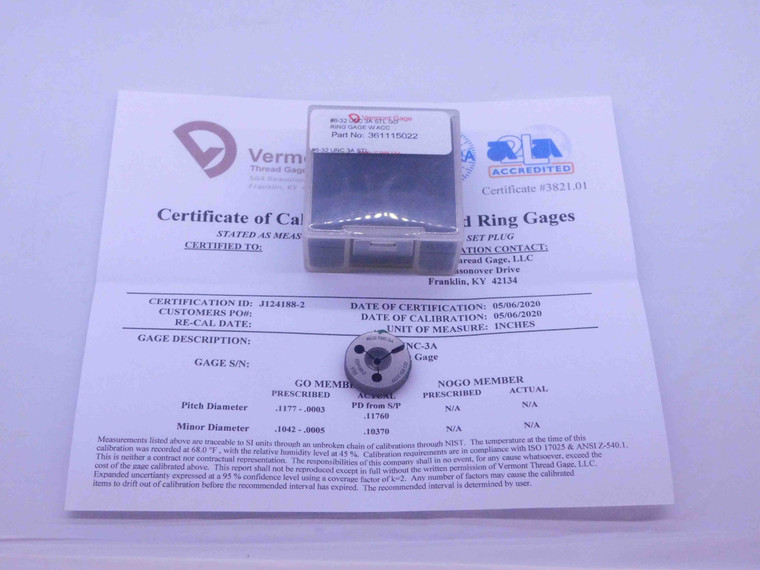 #6-32 UNC 3A STL GO
Vermont Gage
RING GAGE W/ACC
Part No: 361115022
#6-32 UNC 3A STL
Vermo
Thread Gage
Franklin, KY
A2LA
ACCREDITED
Certificate #3821.01
Certificate of Cal
d Ring Gages
STATED AS MEAS
SET PLUG
CERTIFIED TO:
ATION CONTACT:
hread Gage, LLC
asonover Drive
Franklin, KY 42134
CERTIFICATION ID: J124188-2
DATE OF CERTIFICATION: 05/06/2020
CUSTOMERS PO#:
DATE OF CALIBRATION: 05/06/2020
RE-CAL DATE:
UNIT OF MEASURE: INCHES
GAGE DESCRIPTION:
NC-3A
Gage
GAGE S/N:
GO MEMBE
NOGO MEMBER
PRESCRIBED
ACTUAL
PRESCRIBED
ACTUAL
Pitch Diameter
.1177 - .0003
PD from S/P
.11760
N/A
N/A
Minor Diameter
.1042 - .0005
.10370
N/A
N/A
Measurements listed above are traceable to SI units through an unbroken chain of calibrations through NIST. The temperature at the time of this
calibration was recorded at 68.0 °F , with the relative humidity level at 45 %. Calibration requirements are in compliance with ISO 17025 & ANSI Z-540.1.
This is neither a contract nor contractual representation. The responsibilities of this company shall in no event, for any cause whatsoever, exceed the
cost of the gage calibrated above. This report shall not be reproduced except in full without the written permission of Vermont Thread Gage, LLC.
Expanded uncertianty expressed at a 95 % confidence level using a coverage factor of k=2. Any number of factors may cause the calibrated
items to drift out of calibration before the recommended interval has expired. The recommended interval is determined by user.